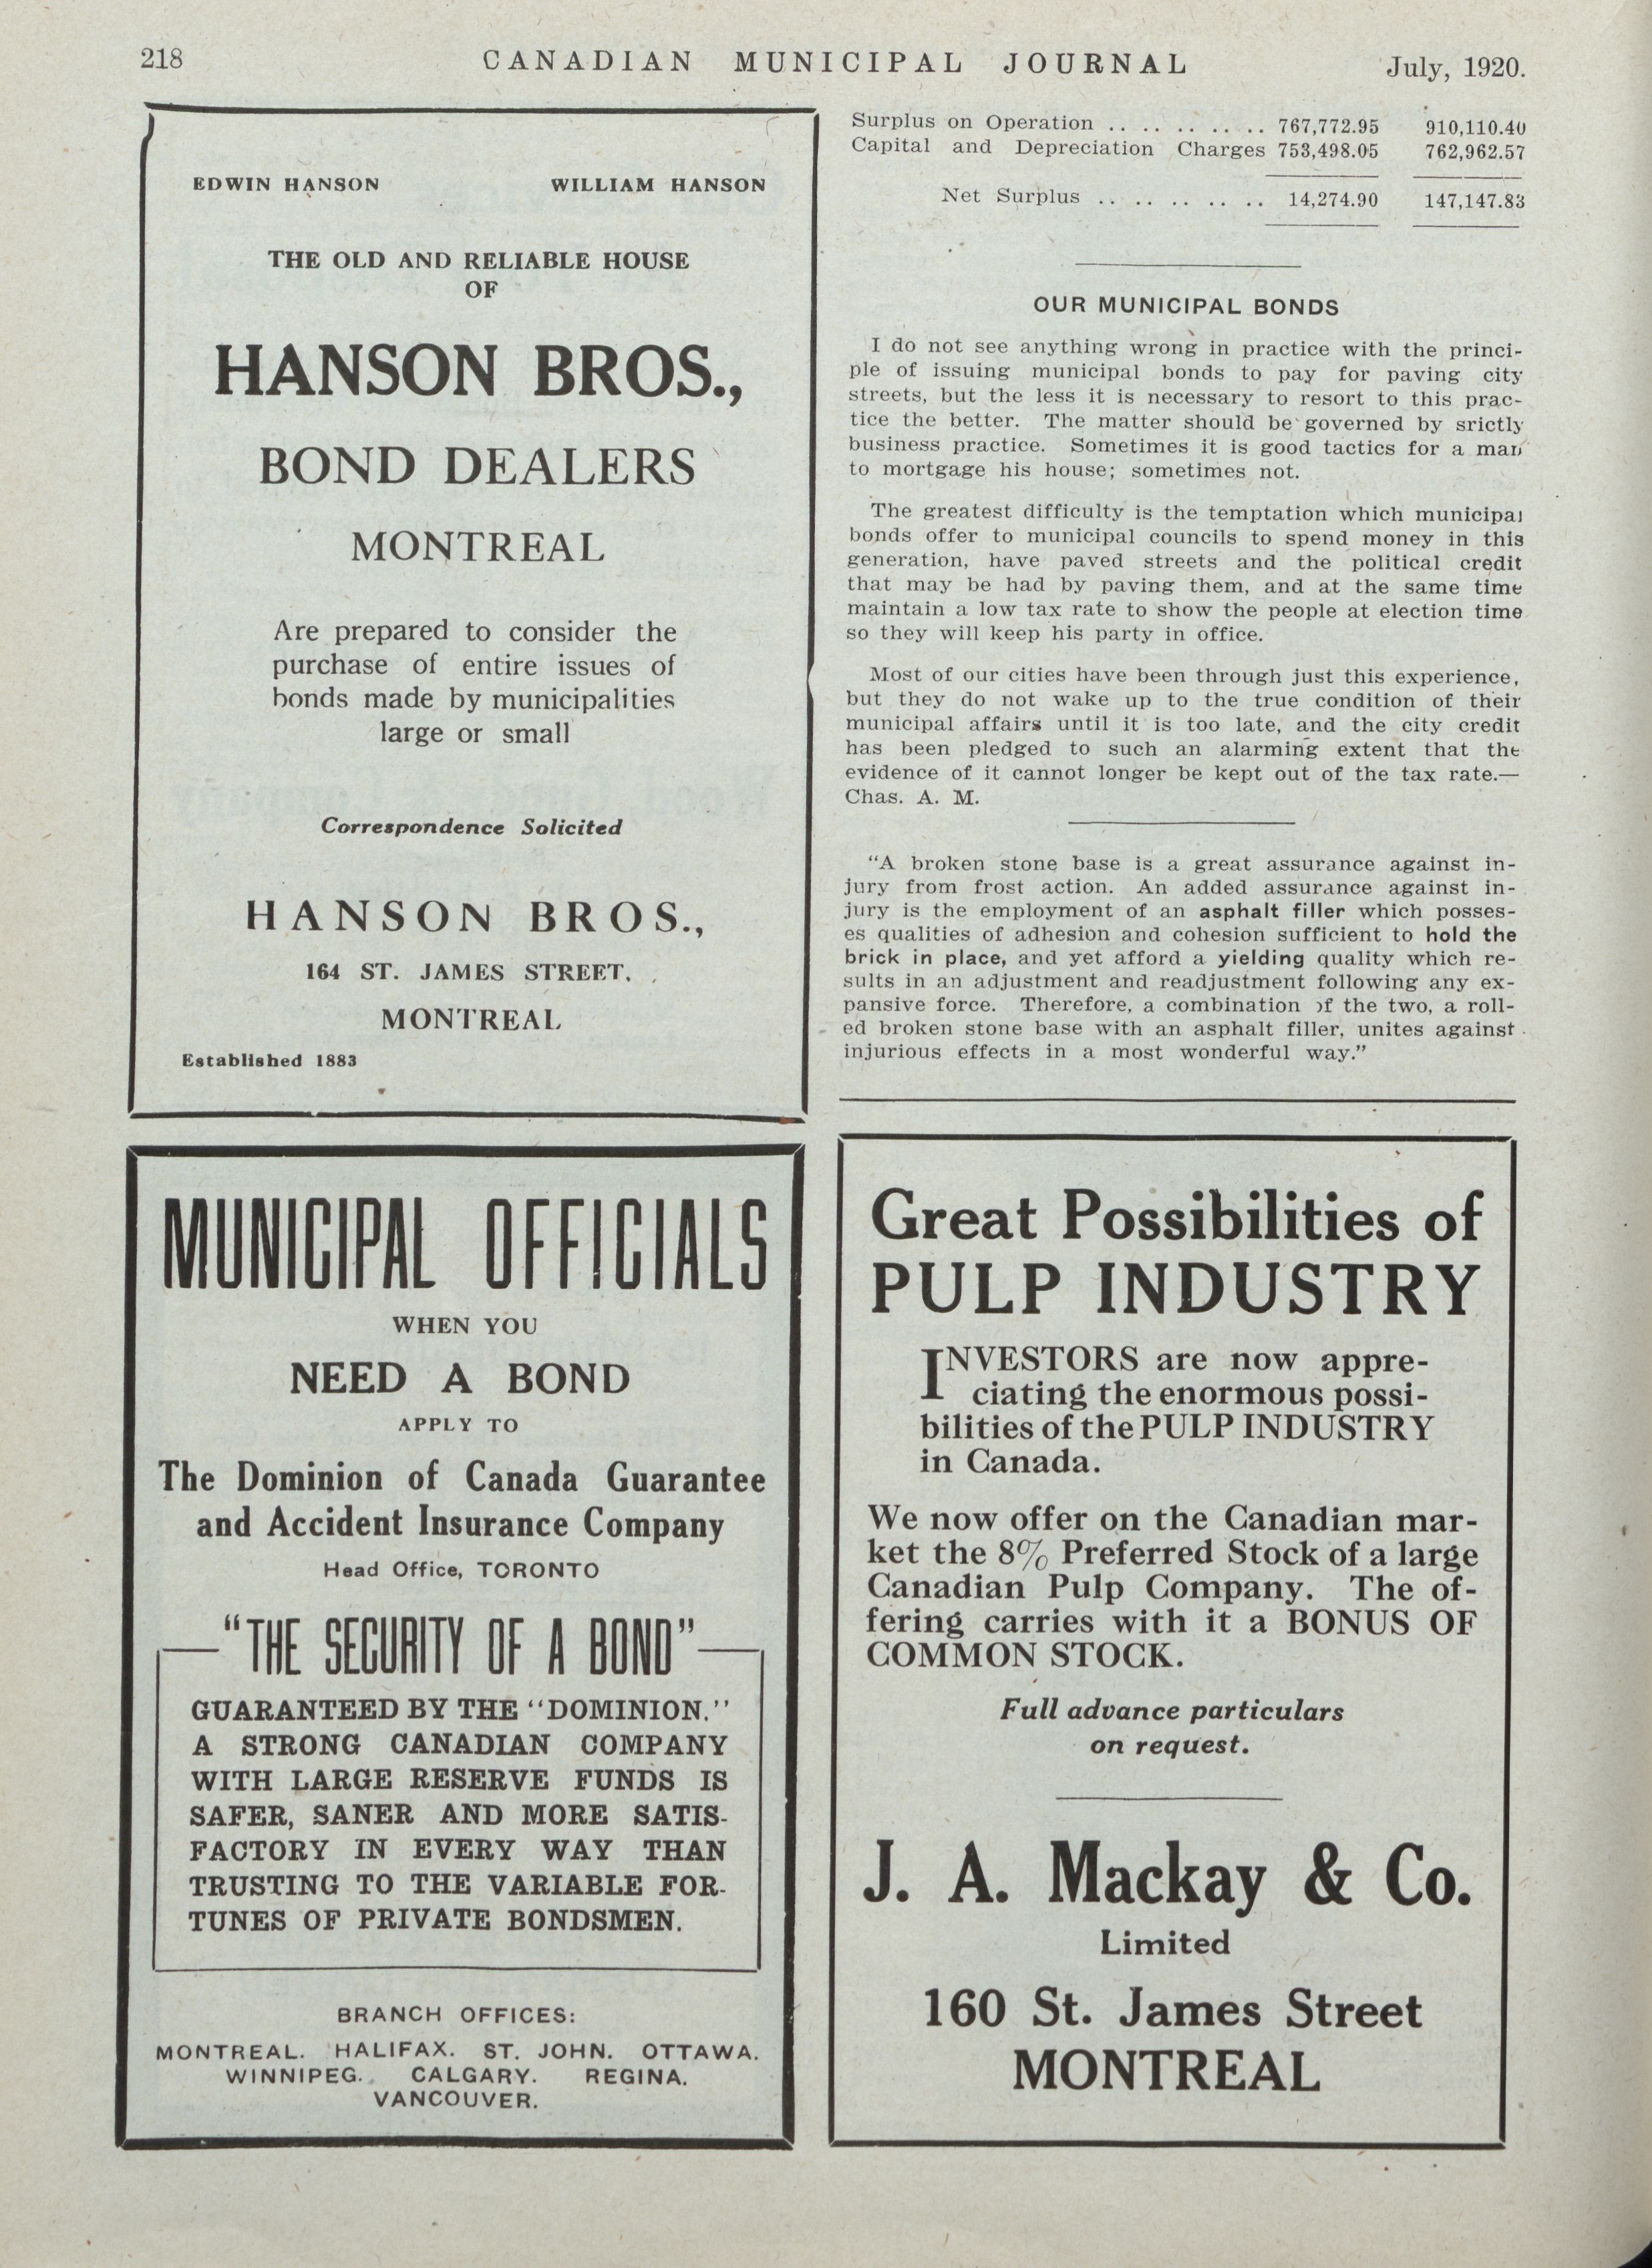 218
CANADIAN MUNICIPAL JOURNAL
July, 1920.
EDWIN HANSON WILLIAM HANSON
THE OLD AND RELIABLE HOUSE
OF
HANSON BROS.,
BOND DEALERS
MONTREAL
Are prepared to consider the
purchase of entire issues of
bonds made by municipalities
large or small
Correspondence Solicited
HANSON BROS.,
164 ST. JAMES STREET.
MONTREAL
Established 1883
MUNICIPAL OFFICIALS
WHEN YOU
NEED A BOND
APPLY TO
The Dominion of Canada Guarantee
and Accident Insurance Company
Head Office, TORONTO
"THE SECURITY OF A BOND"
GUARANTEED BY THE "DOMINION."
A STRONG CANADIAN COMPANY
WITH LARGE RESERVE FUNDS IS
SAFER, SANER AND MORE SATIS-
FACTORY IN EVERY WAY THAN
TRUSTING TO THE VARIABLE FOR-
TUNES OF PRIVATE BONDSMEN.
BRANCH OFFICES:
MONTREAL. HALIFAX. ST. JOHN. OTTAWA.
WINNIPEG. CALGARY. REGINA.
VANCOUVER.
Surplus on Operation .. .. .. .. .. .. 767,772.95 910,110.40
Capital and Depreciation Charges 753,498.05 762,962.57
Net Surplus .. .. .. .. .. .. 14,274.90 147,147.83
OUR MUNICIPAL BONDS
I do not see anything wrong in practice with the princi-
ple of issuing municipal bonds to pay for paving city
streets, but the less it is necessary to resort to this prac-
tice the better. The matter should be governed by srictly
business practice. Sometimes it is good tactics for a man
to mortgage his house; sometimes not.
The greatest difficulty is the temptation which municipal
bonds offer to municipal councils to spend money in this
generation, have paved streets and the political credit
that may be had by paving them, and at the same time
maintain a low tax rate to show the people at election time
so they will keep his party in office.
Most of our cities have been through just this experience,
but they do not wake up to the true condition of their
municipal affairs until it is too late, and the city credit
has been pledged to such an alarming extent that the
evidence of it cannot longer be kept out of the tax rate.—
Chas. A. M.
"A broken stone base is a great assurance against in-
jury from frost action. An added assurance against in-
jury is the employment of an asphalt filler which posses-
es qualities of adhesion and cohesion sufficient to hold the
brick in place, and yet afford a yielding quality which re-
sults in an adjustment and readjustment following any ex-
pansive force. Therefore, a combination of the two, a roll-
ed broken stone base with an asphalt filler, unites against
injurious effects in a most wonderful way."
Great Possibilities of
PULP INDUSTRY
INVESTORS are now appre-
ciating the enormous possi-
bilities of the PULP INDUSTRY
in Canada.
We now offer on the Canadian mar-
ket the 8% Preferred Stock of a large
Canadian Pulp Company. The of-
fering carries with it a BONUS OF
COMMON STOCK.
Full advance particulars
on request.
J. A. Mackay & Co.
Limited
160 St. James Street
MONTREAL